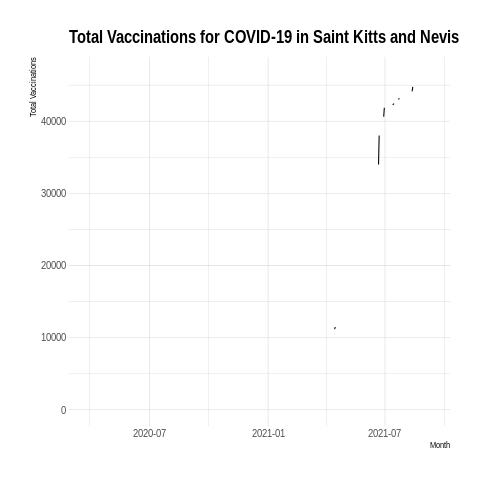 Total Vaccinations for COVID-19 in Saint Kitts and Nevis
Total Vaccinations
40000
30000
20000
10000
0
2020-07
2021-01
2021-07
Month